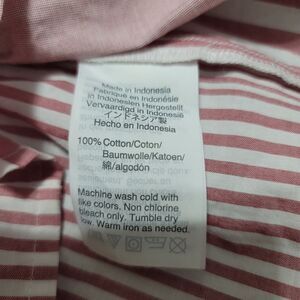 Made in Indonesia
Fabriqué en Indonésie
in Indonesien Hergestellt
Vervaardigd in Indonesië
インドネシア製
Hecho en Indonesia
100% Cotton/Coton/
Baumwolle/Katoen/
綿/algodón
Machine wash cold with
like colors. Non chlorine
bleach only. Tumble dry
low. Warm iron as needed.